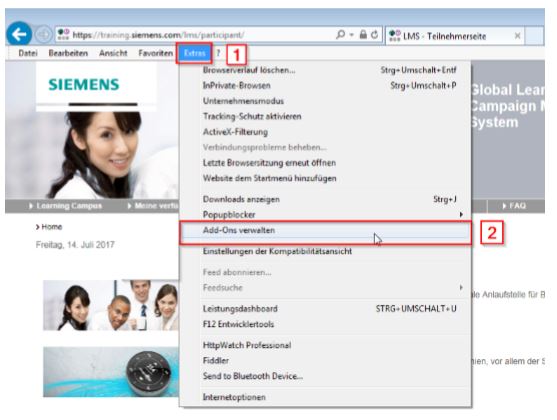 https://training.siemens.com/lms/participant/
LMS - Teilnehmerseite
Datei Bearbeiten Ansicht Favoriten Extras ?
1
Browserverlauf löschen... Strg+Umschalt+Entf
InPrivate-Browsen Strg+Umschalt+P
Unternehmensmodus
Tracking-Schutz aktivieren
ActiveX-Filterung
Verbindungsprobleme beheben...
Letzte Browsersitzung erneut öffnen
Website dem Startmenü hinzufügen
Downloads anzeigen Strg+J
Popupblocker
Add-Ons verwalten
2
Einstellungen der Kompatibilitätsansicht
Feed abonnieren...
Feedsuche
Leistungsdashboard STRG+UMSCHALT+U
F12 Entwicklertools
HttpWatch Professional
Fiddler
Send to Bluetooth Device...
Internetoptionen
SIEMENS
Global Lear
Campaign M
System
Learning Campus Meine verfü FAQ
Home
Freitag, 14. Juli 2017
le Anlaufstelle für B
hien, vor allem der S